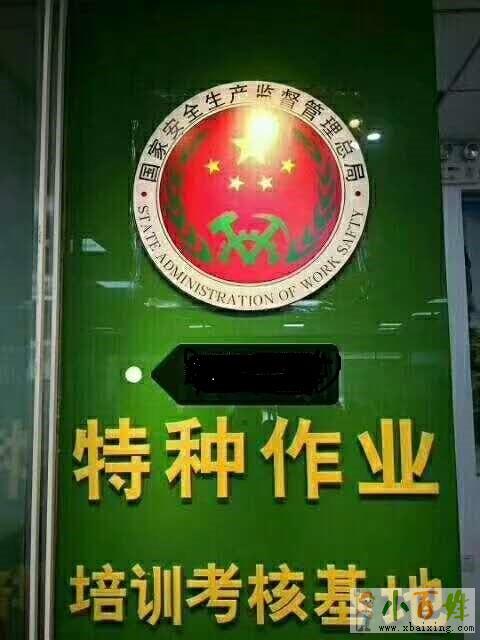 国家安全生产监督管理总局
STATE ADMINISTRATION OF WORK SAFTY
特种作业
培训考核基地
小百姓
www.xbaixing.com